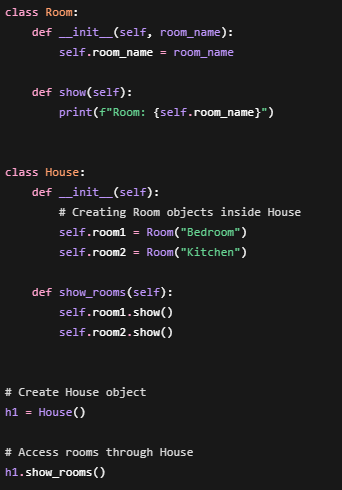 class Room:
    def __init__(self, room_name):
        self.room_name = room_name

    def show(self):
        print(f"Room: {self.room_name}")


class House:
    def __init__(self):
        # Creating Room objects inside House
        self.room1 = Room("Bedroom")
        self.room2 = Room("Kitchen")

    def show_rooms(self):
        self.room1.show()
        self.room2.show()


# Create House object
h1 = House()

# Access rooms through House
h1.show_rooms()